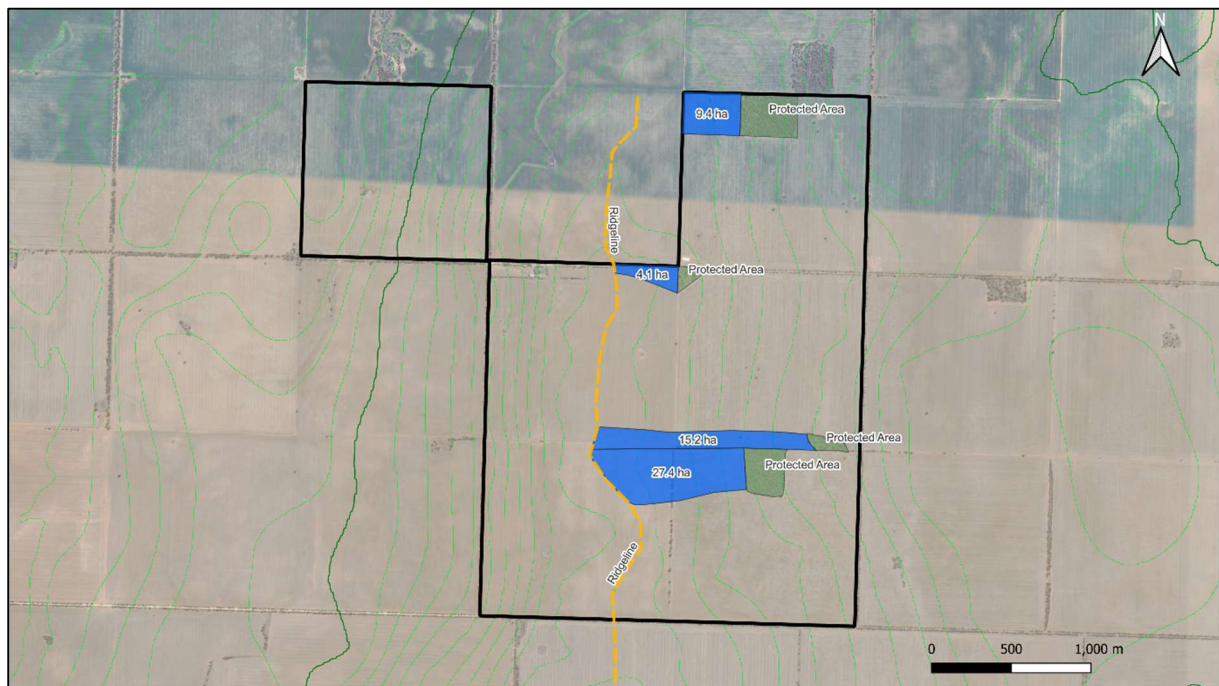 N
9.4 ha
Protected Area
Ridgeline
4.1 ha
Protected Area
15.2 ha
Protected Area
27.4 ha
Protected Area
Ridgeline
0 500 1,000 m